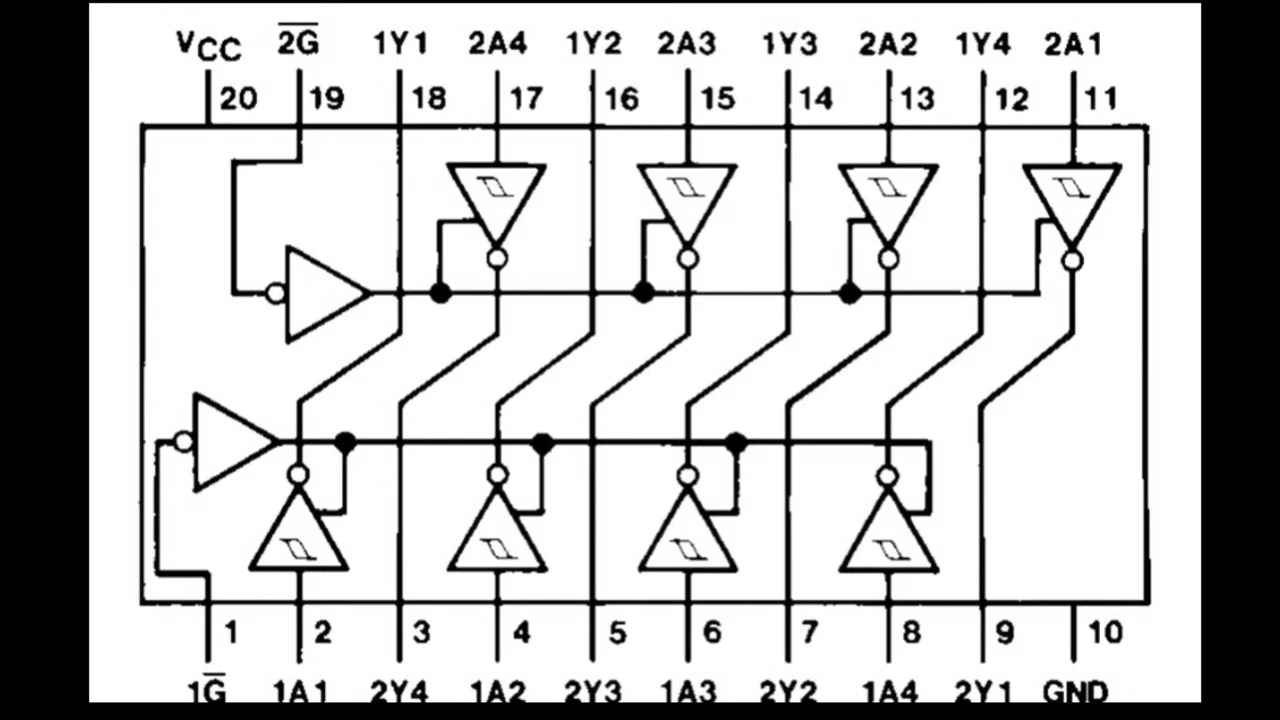 VCC 2G̅ 1Y1 2A4 1Y2 2A3 1Y3 2A2 1Y4 2A1
20 19 18 17 16 15 14 13 12 11
1 2 3 4 5 6 7 8 9 10
1G̅ 1A1 2Y4 1A2 2Y3 1A3 2Y2 1A4 2Y1 GND